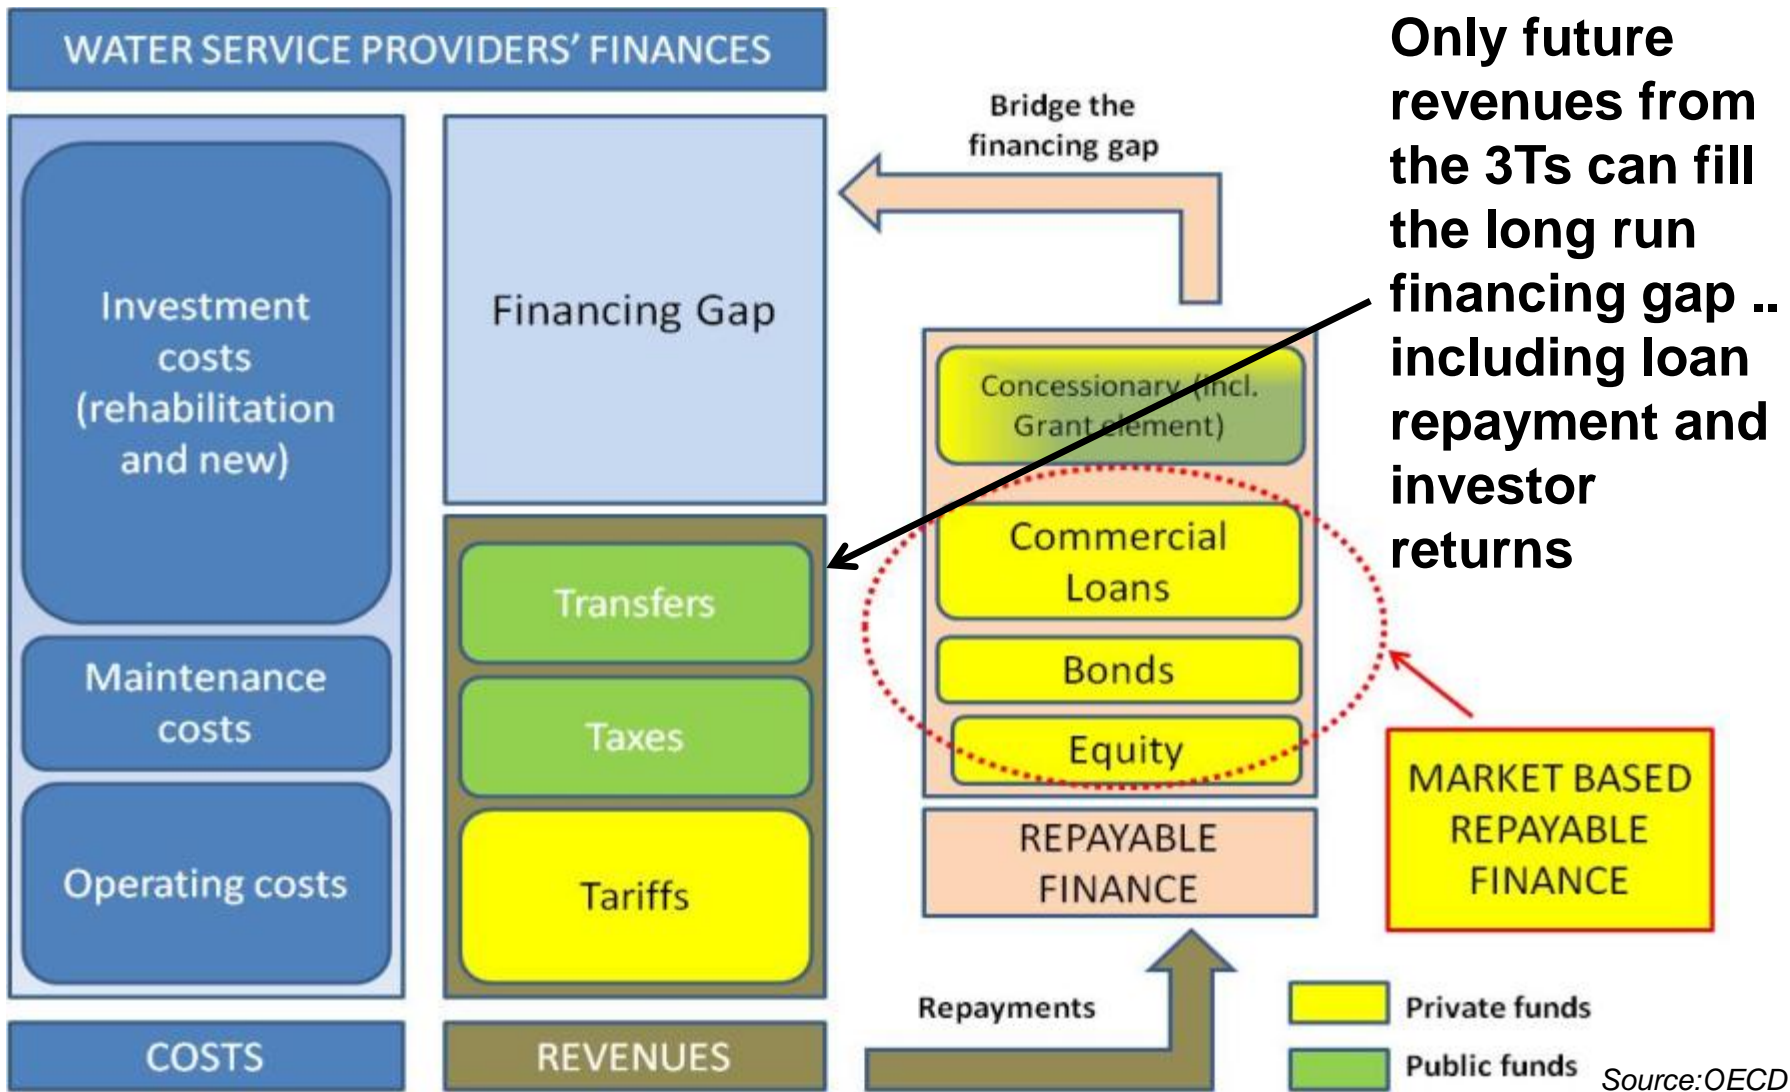 WATER SERVICE PROVIDERS' FINANCES
Investment
costs
(rehabilitation
and new)
Maintenance
costs
Operating costs
COSTS
Financing Gap
Transfers
Taxes
Tariffs
REVENUES
Bridge the
financing gap
Concessionary (incl.
Grant element)
Commercial
Loans
Bonds
Equity
REPAYABLE
FINANCE
Repayments
Only future
revenues from
the 3Ts can fill
the long run
financing gap ..
including loan
repayment and
investor
returns
MARKET BASED
REPAYABLE
FINANCE
Private funds
Public funds
Source:OECD